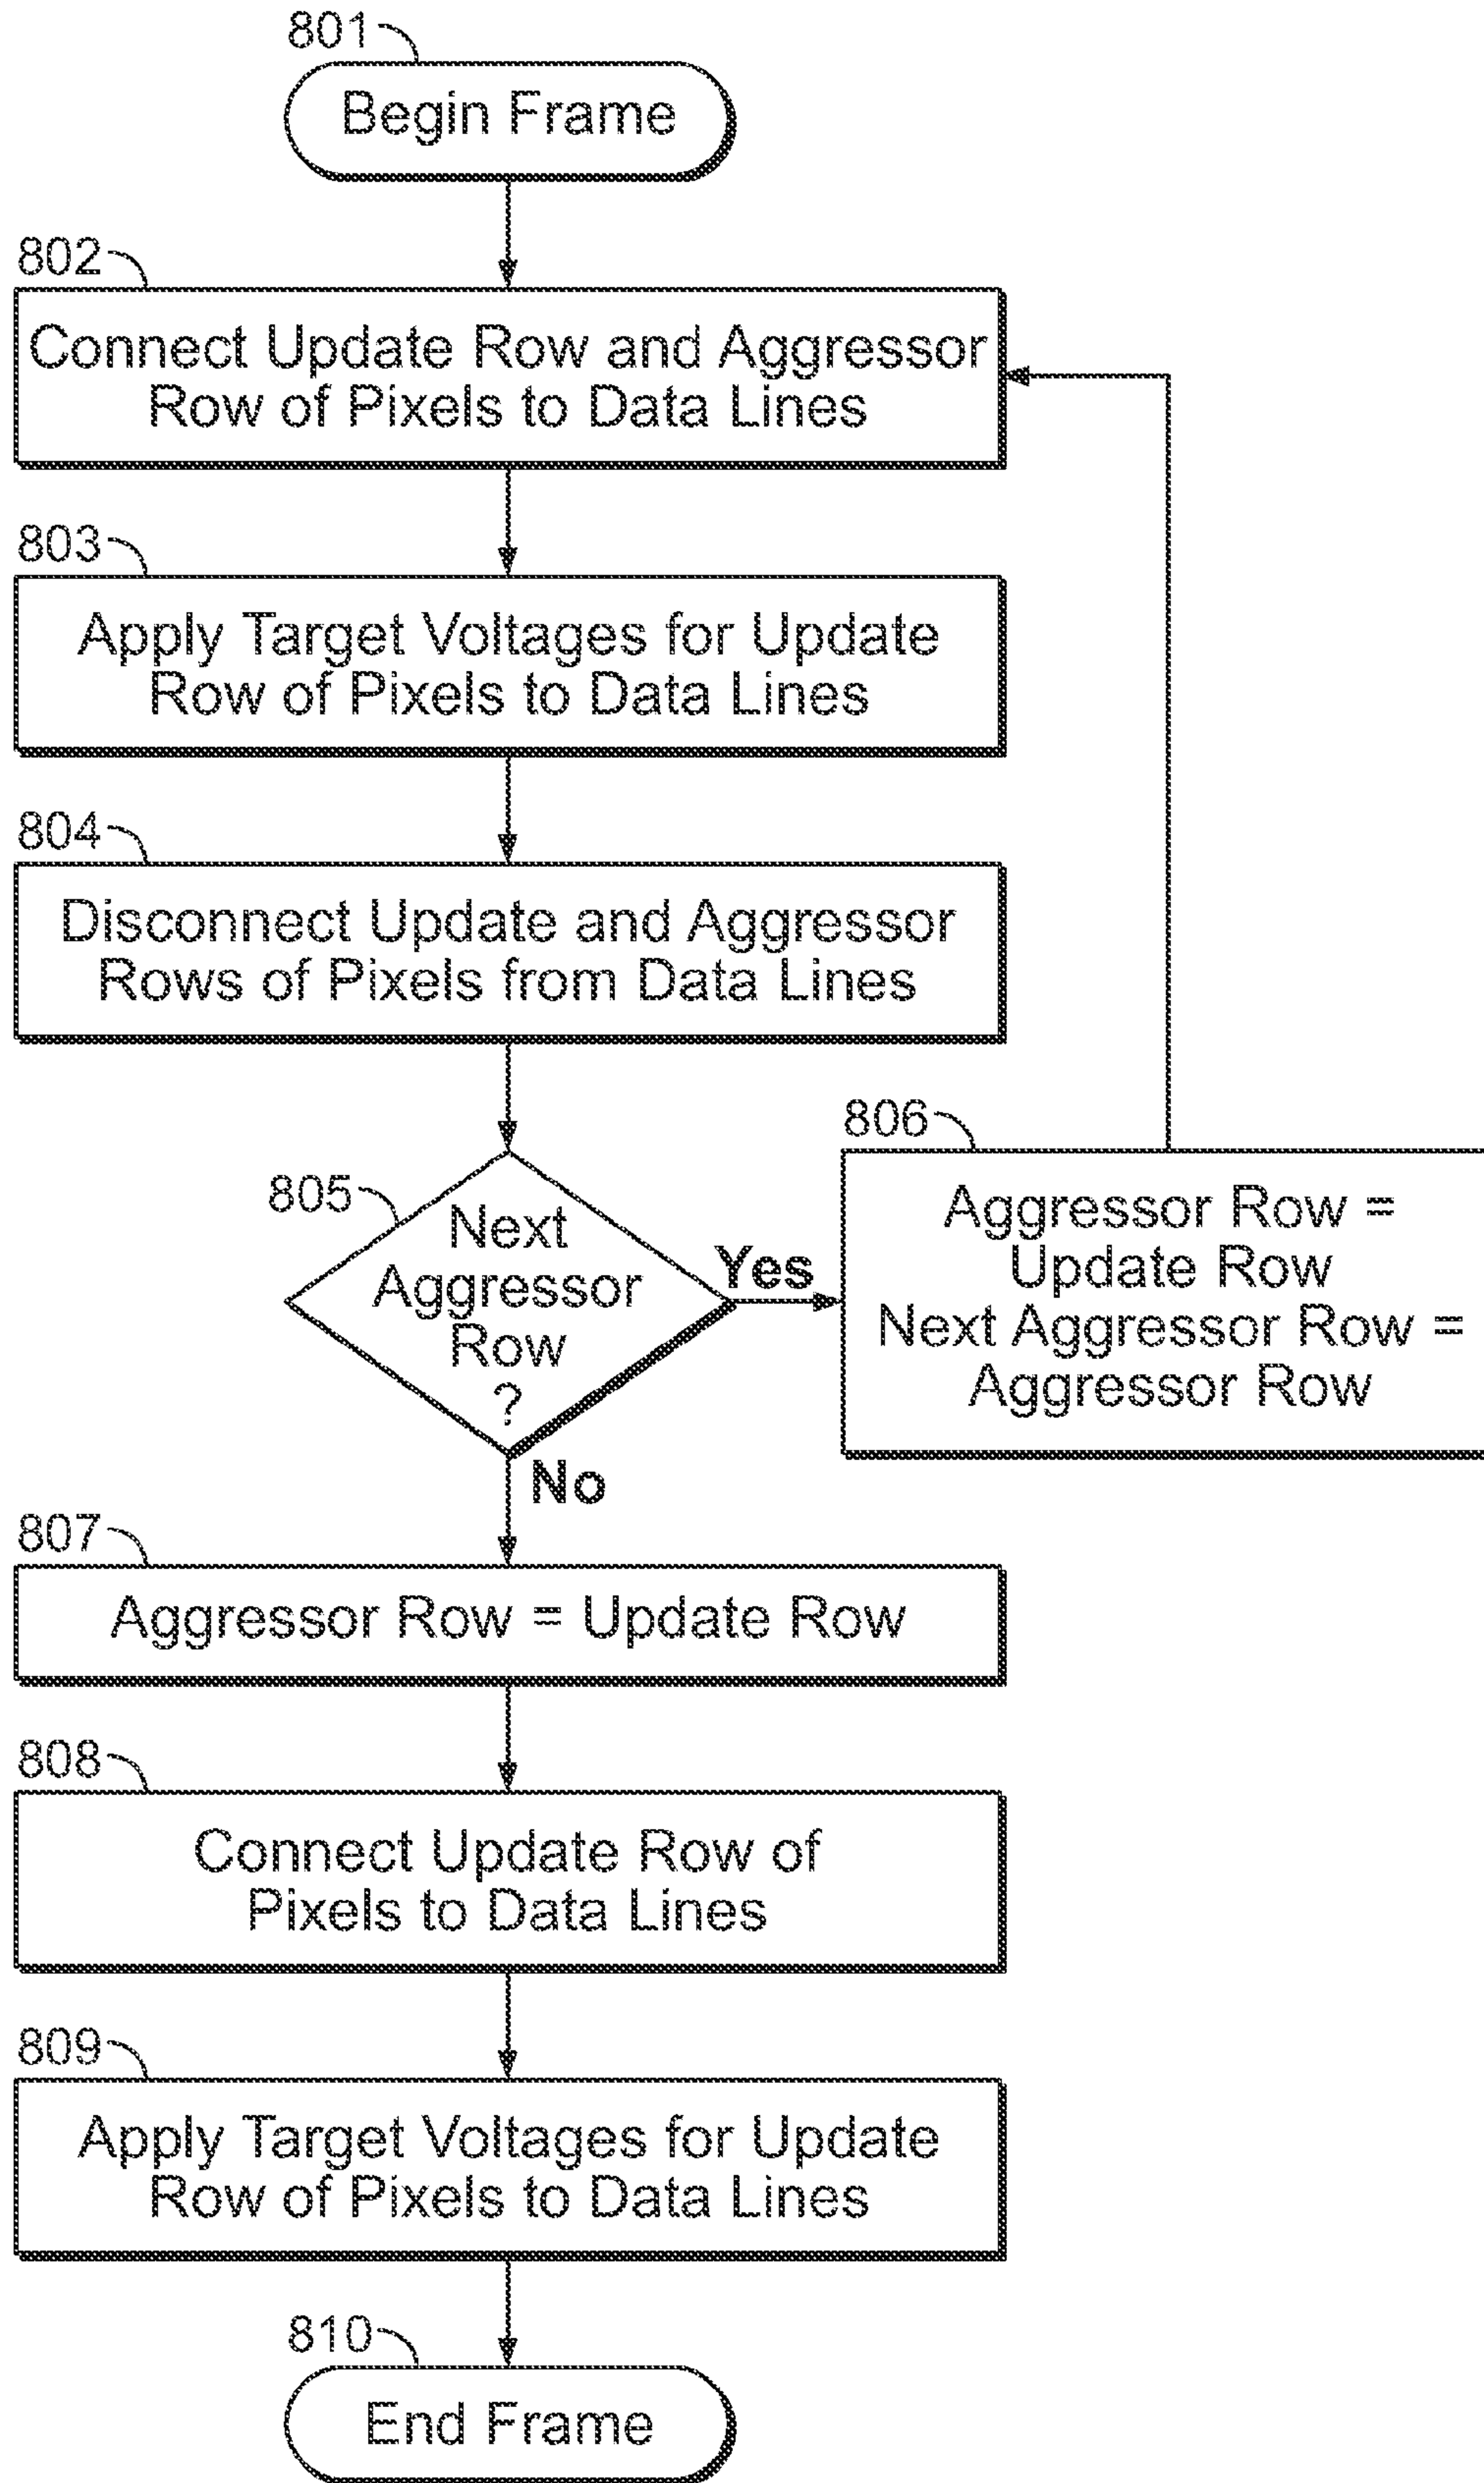 801
Begin Frame
802
Connect Update Row and Aggressor
Row of Pixels to Data Lines
803
Apply Target Voltages for Update
Row of Pixels to Data Lines
804
Disconnect Update and Aggressor
Rows of Pixels from Data Lines
805
Next
Aggressor
Row
?
Yes
806
Aggressor Row =
Update Row
Next Aggressor Row =
Aggressor Row
No
807
Aggressor Row = Update Row
808
Connect Update Row of
Pixels to Data Lines
809
Apply Target Voltages for Update
Row of Pixels to Data Lines
810
End Frame